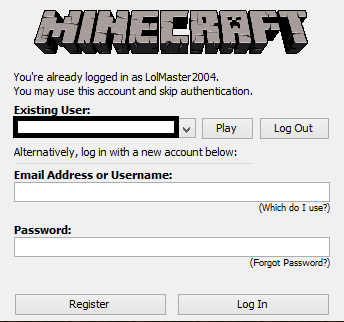 MINECRAFT
You're already logged in as LolMaster2004.
You may use this account and skip authentication.
Existing User:
Play Log Out
Alternatively, log in with a new account below:
Email Address or Username:
(Which do I use?)
Password:
(Forgot Password?)
Register Log In